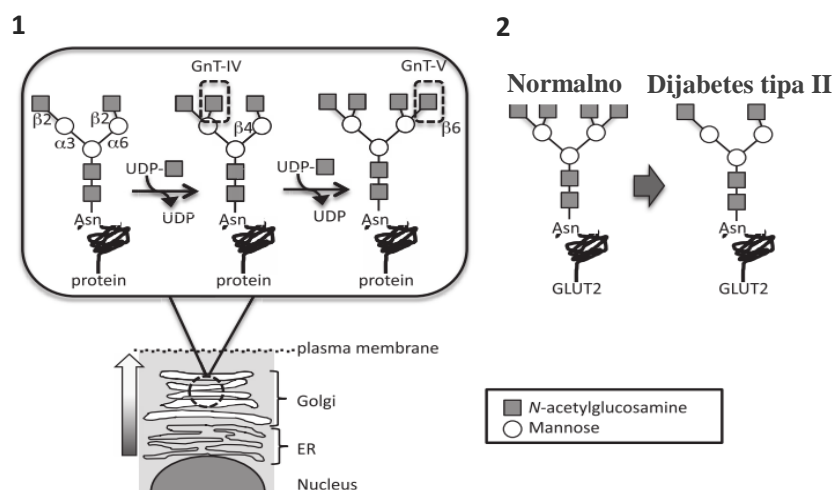 1
2
GnT-IV
GnT-V
Normalno
Dijabetes tipa II
β2
β2
β4
β6
α3
α6
UDP-
UDP-
UDP
UDP
Asn
Asn
Asn
Asn
Asn
protein
protein
protein
GLUT2
GLUT2
plasma membrane
Golgi
ER
Nucleus
N-acetylglucosamine
Mannose